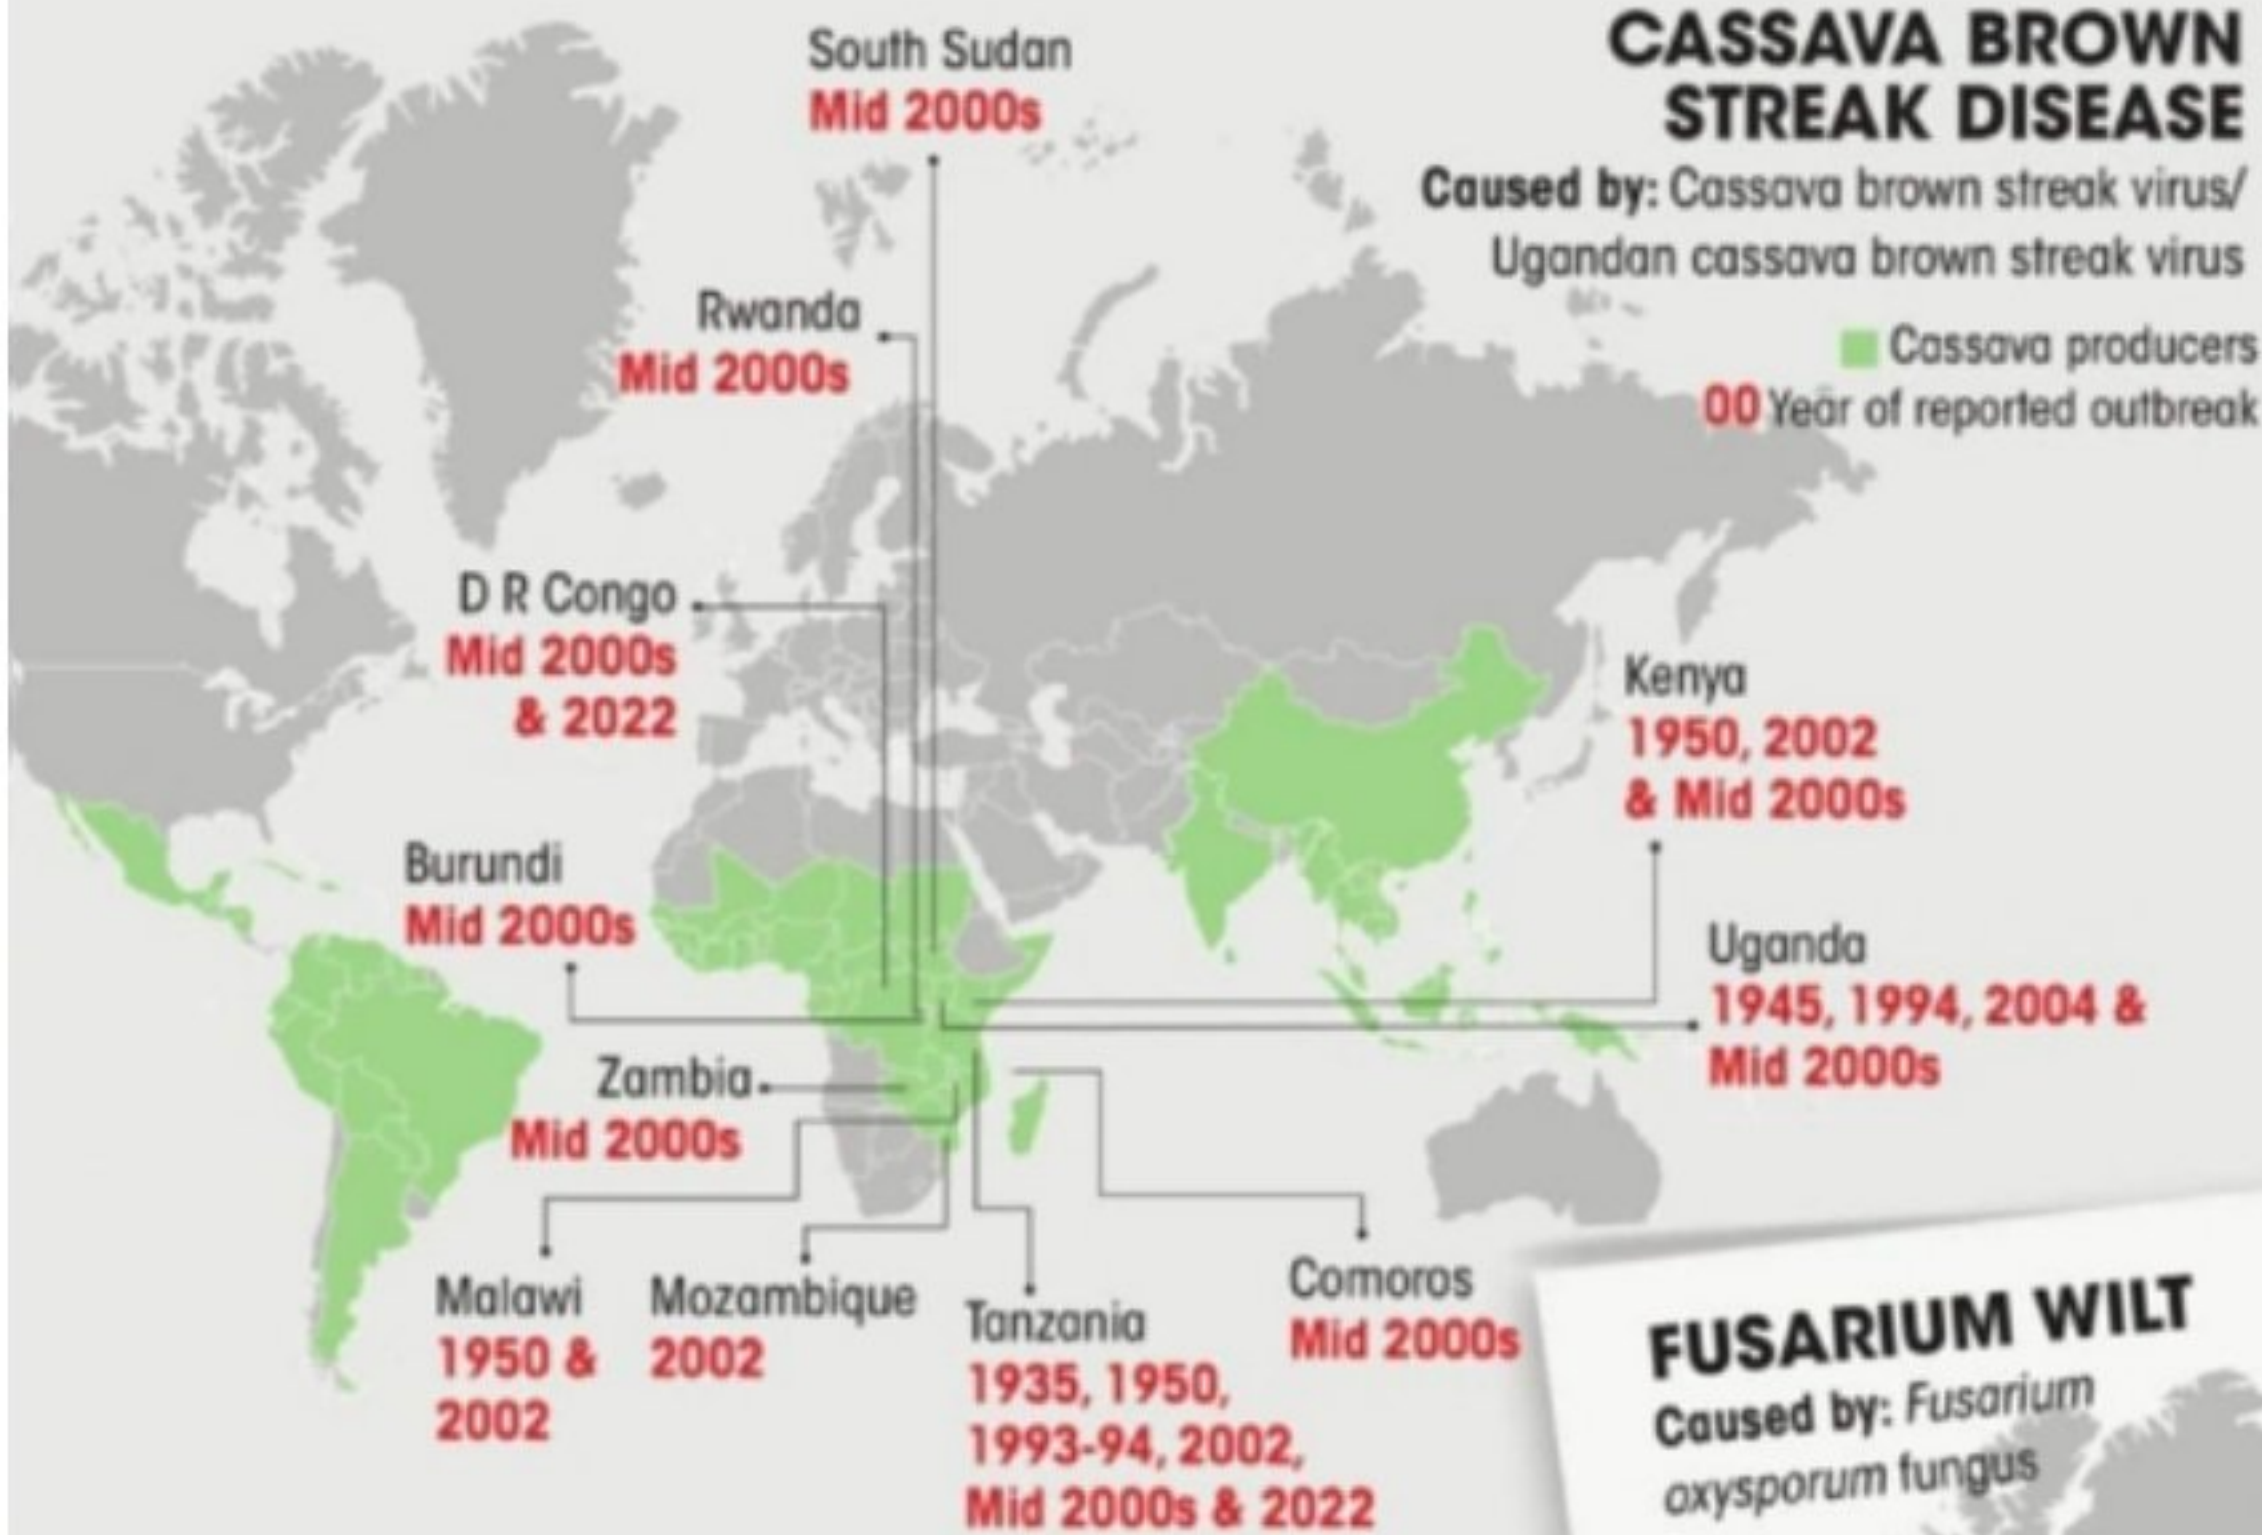 CASSAVA BROWN
STREAK DISEASE
Caused by: Cassava brown streak virus/
Ugandan cassava brown streak virus
Cassava producers
00 Year of reported outbreak
South Sudan
Mid 2000s
Rwanda
Mid 2000s
D R Congo
Mid 2000s
& 2022
Kenya
1950, 2002
& Mid 2000s
Burundi
Mid 2000s
Uganda
1945, 1994, 2004 &
Mid 2000s
Zambia
Mid 2000s
Malawi
1950 &
2002
Mozambique
2002
Tanzania
1935, 1950,
1993-94, 2002,
Mid 2000s & 2022
Comoros
Mid 2000s
FUSARIUM WILT
Caused by: Fusarium
oxysporum fungus